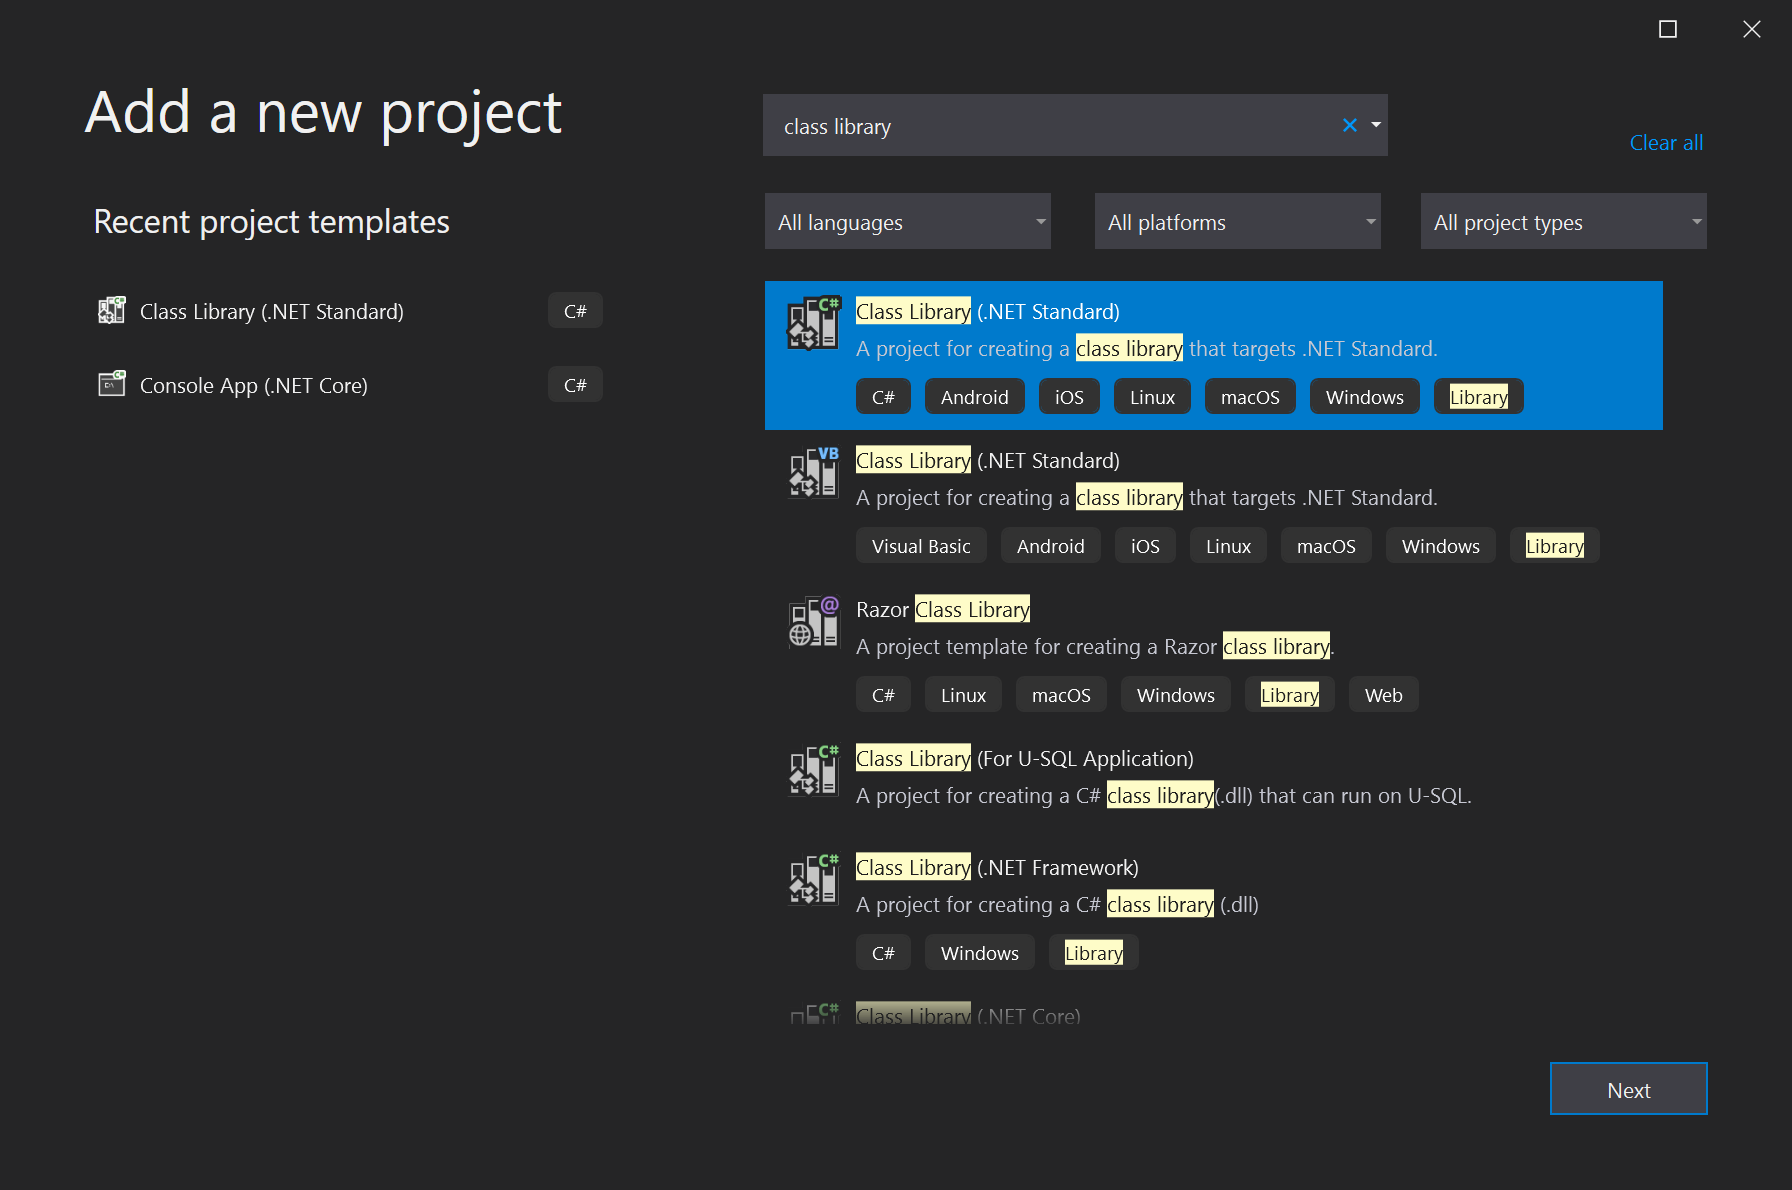 Add a new project
class library
Clear all
Recent project templates
All languages
All platforms
All project types
Class Library (.NET Standard)
C#
Console App (.NET Core)
C#
C#
Class Library (.NET Standard)
A project for creating a class library that targets .NET Standard.
C# Android iOS Linux macOS Windows Library
VB
Class Library (.NET Standard)
A project for creating a class library that targets .NET Standard.
Visual Basic Android iOS Linux macOS Windows Library
@
Razor Class Library
A project template for creating a Razor class library.
C# Linux macOS Windows Library Web
C#
Class Library (For U-SQL Application)
A project for creating a C# class library(.dll) that can run on U-SQL.
C#
Class Library (.NET Framework)
A project for creating a C# class library (.dll)
C# Windows Library
C#
Class Library (.NET Core)
Next